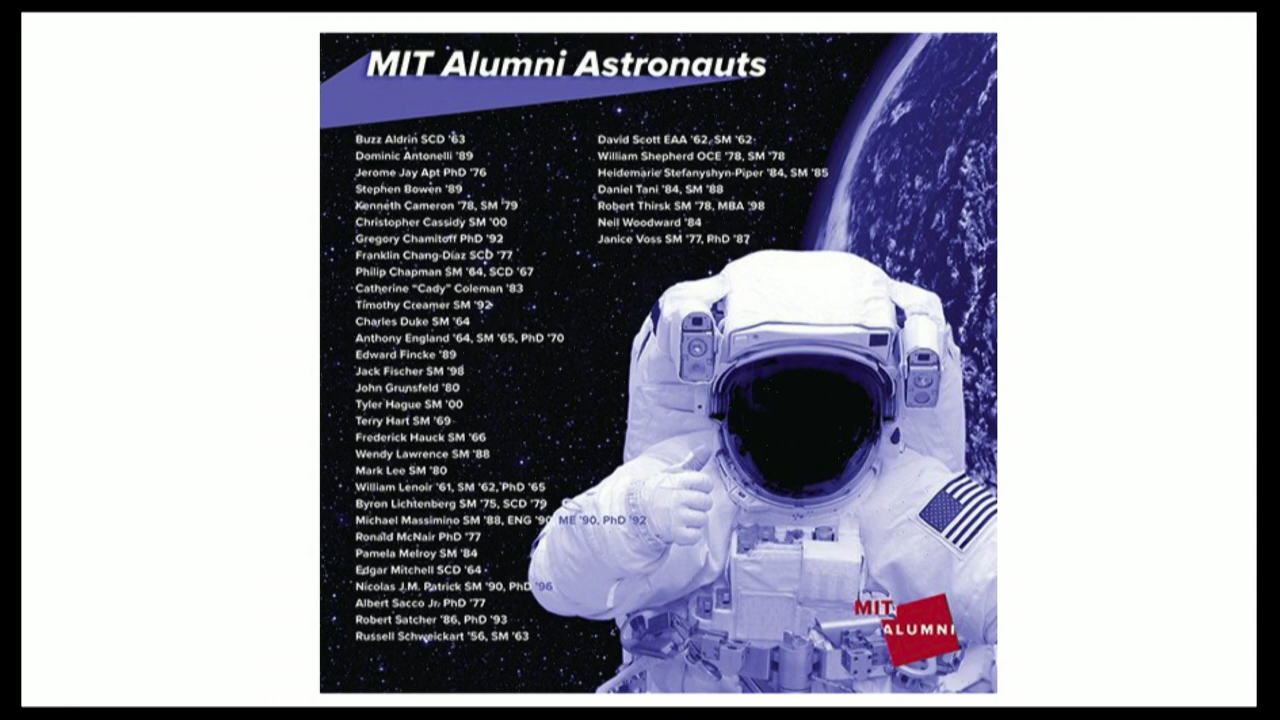 MIT Alumni Astronauts
Buzz Aldrin SCD '63
Dominic Antonelli '89
Jerome Jay Apt PhD '76
Stephen Bowen '89
Kenneth Cameron '78, SM '79
Christopher Cassidy SM '00
Gregory Chamitoff PhD '92
Franklin Chang-Díaz SCD '77
Philip Chapman SM '64, SCD '67
Catherine "Cady" Coleman '83
Timothy Creamer SM '92
Charles Duke SM '64
Anthony England '64, SM '65, PhD '70
Edward Fincke '89
Jack Fischer SM '98
John Grunsfeld '80
Tyler Hague SM '00
Terry Hart SM '69
Frederick Hauck SM '66
Wendy Lawrence SM '88
Mark Lee SM '80
William Lenoir '61, SM '62, PhD '65
Byron Lichtenberg SM '75, SCD '79
Michael Massimino SM '88, ENG '90, ME '90, PhD '92
Ronald McNair PhD '77
Pamela Melroy SM '84
Edgar Mitchell SCD '64
Nicolas J.M. Patrick SM '90, PhD '96
Albert Sacco Jr. PhD '77
Robert Satcher '86, PhD '93
Russell Schweickart '56, SM '63
David Scott EAA '62, SM '62
William Shepherd OCE '78, SM '78
Heidemarie Stefanyshyn-Piper '84, SM '85
Daniel Tani '84, SM '88
Robert Thirsk SM '78, MBA '98
Neil Woodward '84
Janice Voss SM '77, PhD '87
MIT
ALUMNI